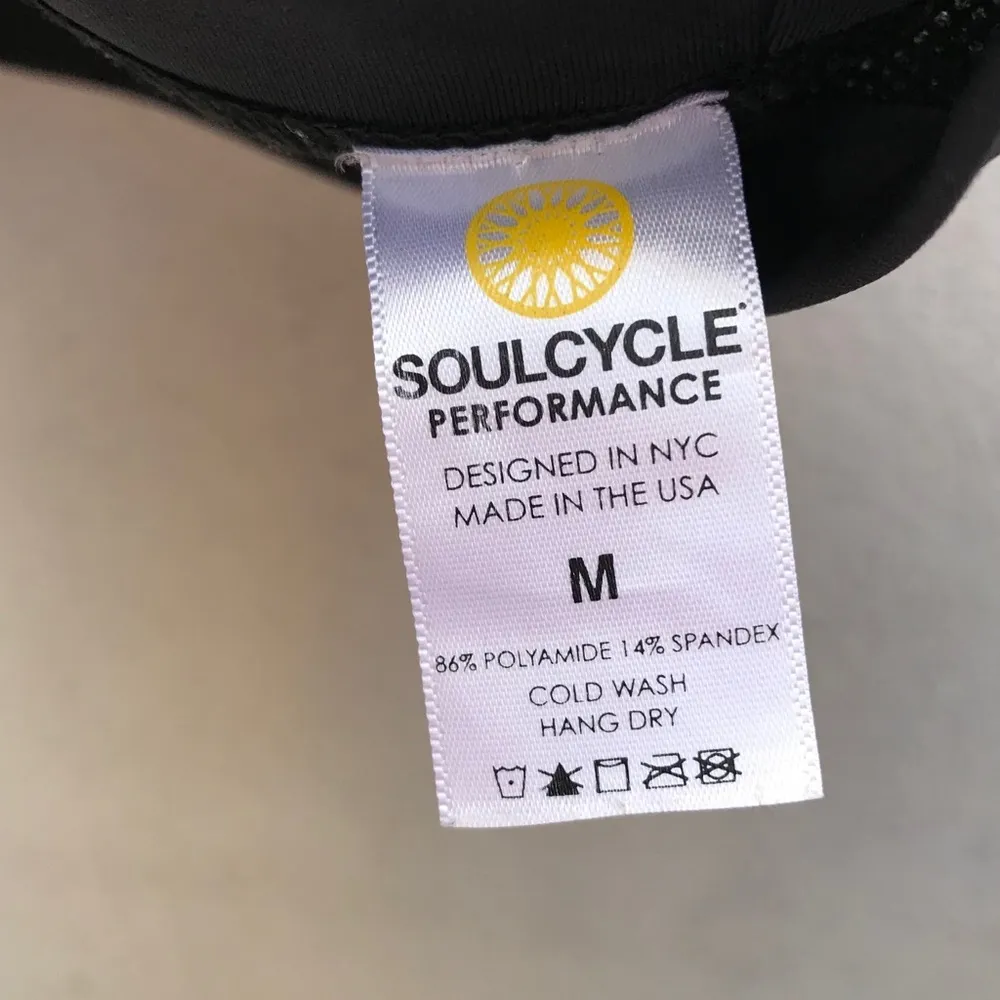 SOULCYCLE
PERFORMANCE
DESIGNED IN NYC
MADE IN THE USA
M
86% POLYAMIDE 14% SPANDEX
COLD WASH
HANG DRY